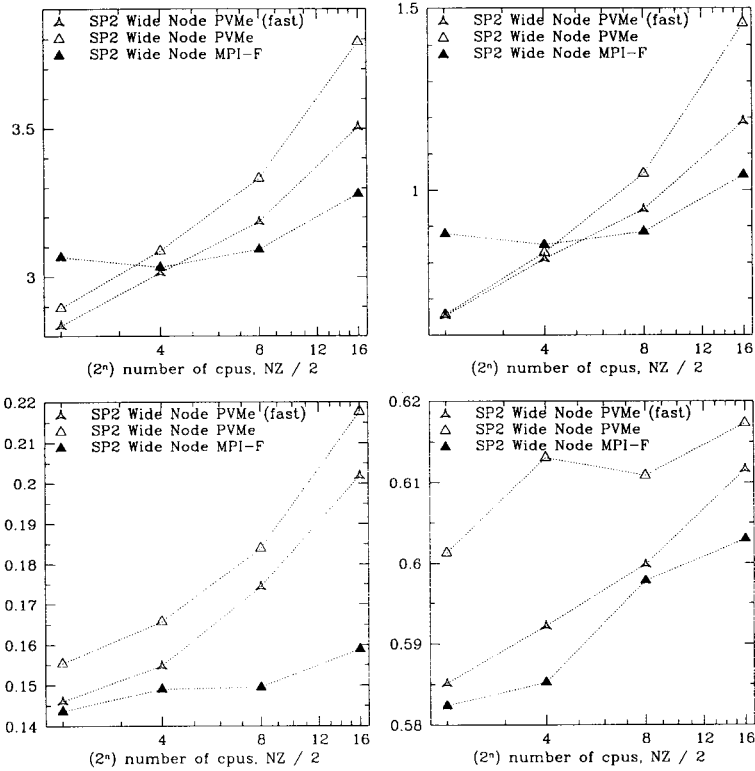 SP2 Wide Node PVMe (fast)
SP2 Wide Node PVMe
SP2 Wide Node MPI-F
3.5
3
4
8
12
16
(2ⁿ) number of cpus, NZ / 2
1.5
SP2 Wide Node PVMe (fast)
SP2 Wide Node PVMe
SP2 Wide Node MPI-F
1
4
8
12
16
(2ⁿ) number of cpus, NZ / 2
0.22
SP2 Wide Node PVMe (fast)
SP2 Wide Node PVMe
SP2 Wide Node MPI-F
0.21
0.2
0.19
0.18
0.17
0.16
0.15
0.14
4
8
12
16
(2ⁿ) number of cpus, NZ / 2
0.62
SP2 Wide Node PVMe (fast)
SP2 Wide Node PVMe
SP2 Wide Node MPI-F
0.61
0.6
0.59
0.58
4
8
12
16
(2ⁿ) number of cpus, NZ / 2